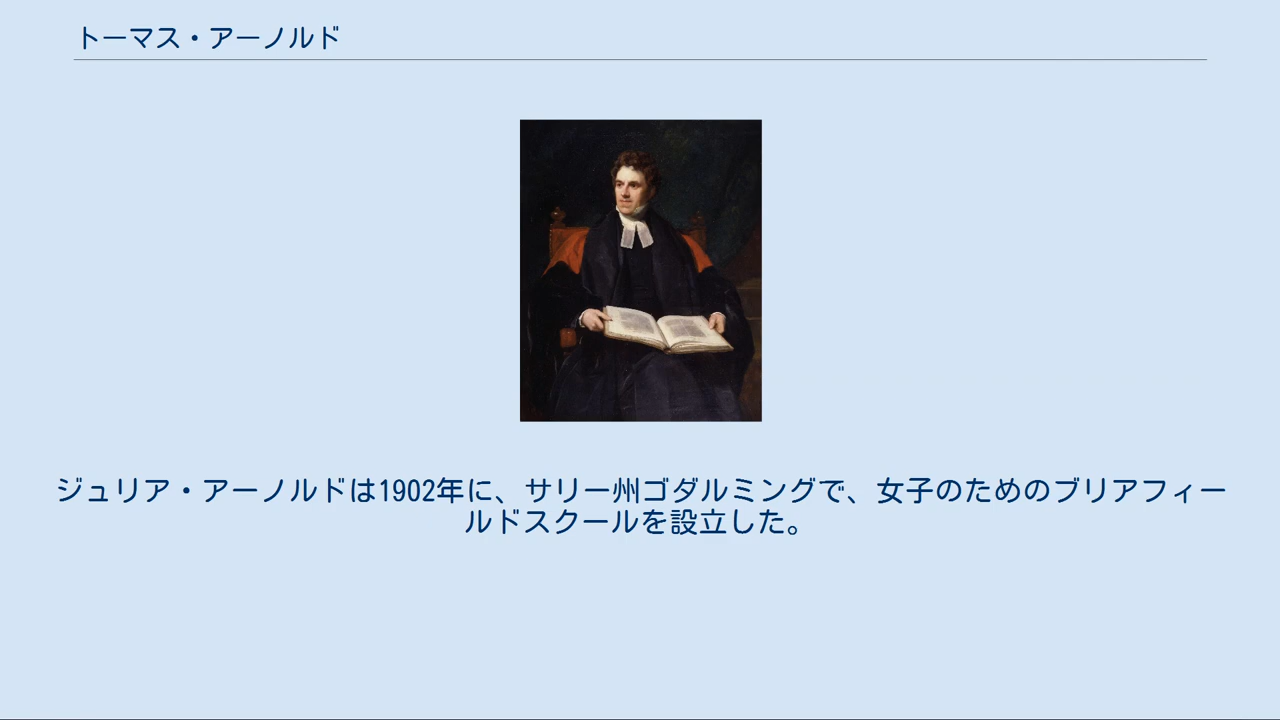 トーマス・アーノルド
ジュリア・アーノルドは1902年に、サリー州ゴダルミングで、女子のためのブリアフィー
ルドスクールを設立した。